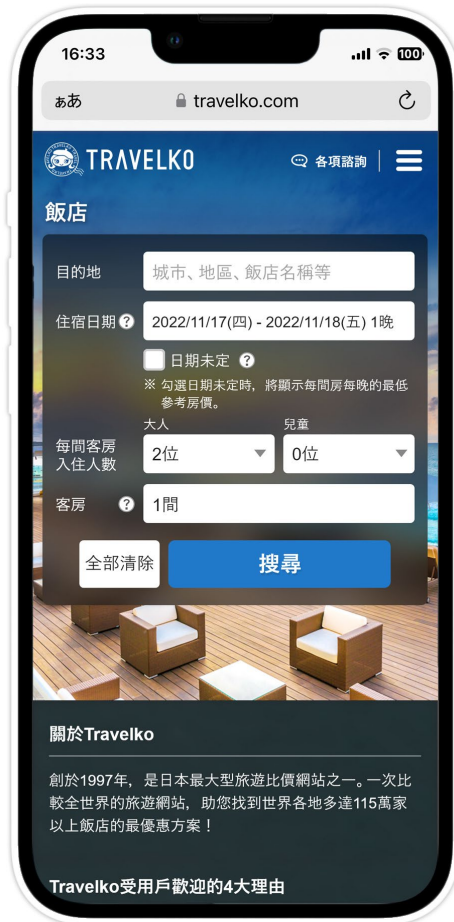 16:33
100
ぁあ travelko.com
TRAVELKO 各項諮詢
飯店
目的地 城市、地區、飯店名稱等
住宿日期 ? 2022/11/17(四) - 2022/11/18(五) 1晚
日期未定 ?
※ 勾選日期未定時，將顯示每間房每晚的最低
參考房價。
大人 兒童
每間客房
入住人數
2位 0位
客房 ? 1間
全部清除 搜尋
關於Travelko
創於1997年，是日本最大型旅遊比價網站之一。一次比
較全世界的旅遊網站，助您找到世界各地多達115萬家
以上飯店的最優惠方案！
Travelko受用戶歡迎的4大理由